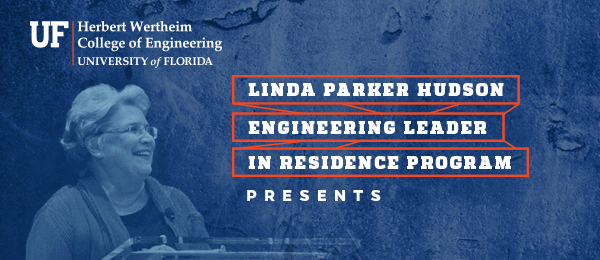 UF
Herbert Wertheim
College of Engineering
UNIVERSITY of FLORIDA
LINDA PARKER HUDSON
ENGINEERING LEADER
IN RESIDENCE PROGRAM
PRESENTS